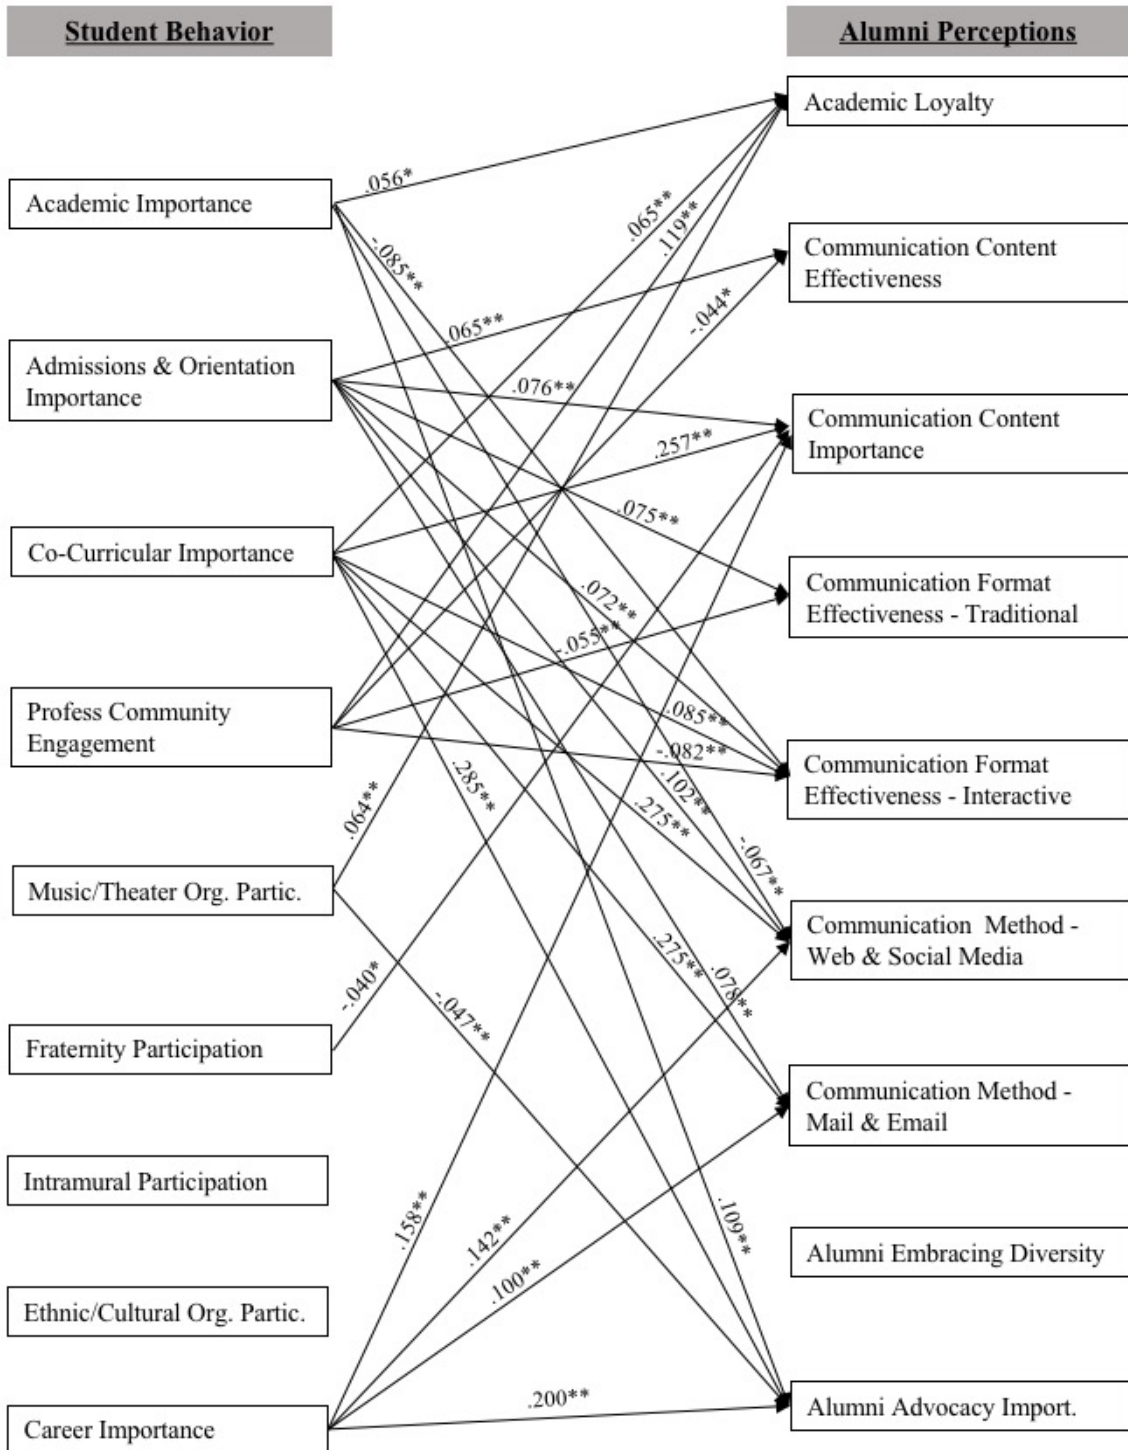 Student Behavior
Alumni Perceptions
Academic Loyalty
Academic Importance
.056*
.065**
.119**
-.085**
Communication Content
Effectiveness
-.044*
.065**
Admissions & Orientation
Importance
.076**
Communication Content
Importance
.257**
.075**
Co-Curricular Importance
Communication Format
Effectiveness - Traditional
.072**
-.055**
Profess Community
Engagement
.085**
-.082**
Communication Format
Effectiveness - Interactive
.285**
.102**
.275**
.064**
-.067**
Music/Theater Org. Partic.
Communication Method -
Web & Social Media
.275**
.078**
-.040*
-.047**
Fraternity Participation
Communication Method -
Mail & Email
Intramural Participation
.158**
.142**
.109**
.100**
Alumni Embracing Diversity
Ethnic/Cultural Org. Partic.
.200**
Alumni Advocacy Import.
Career Importance